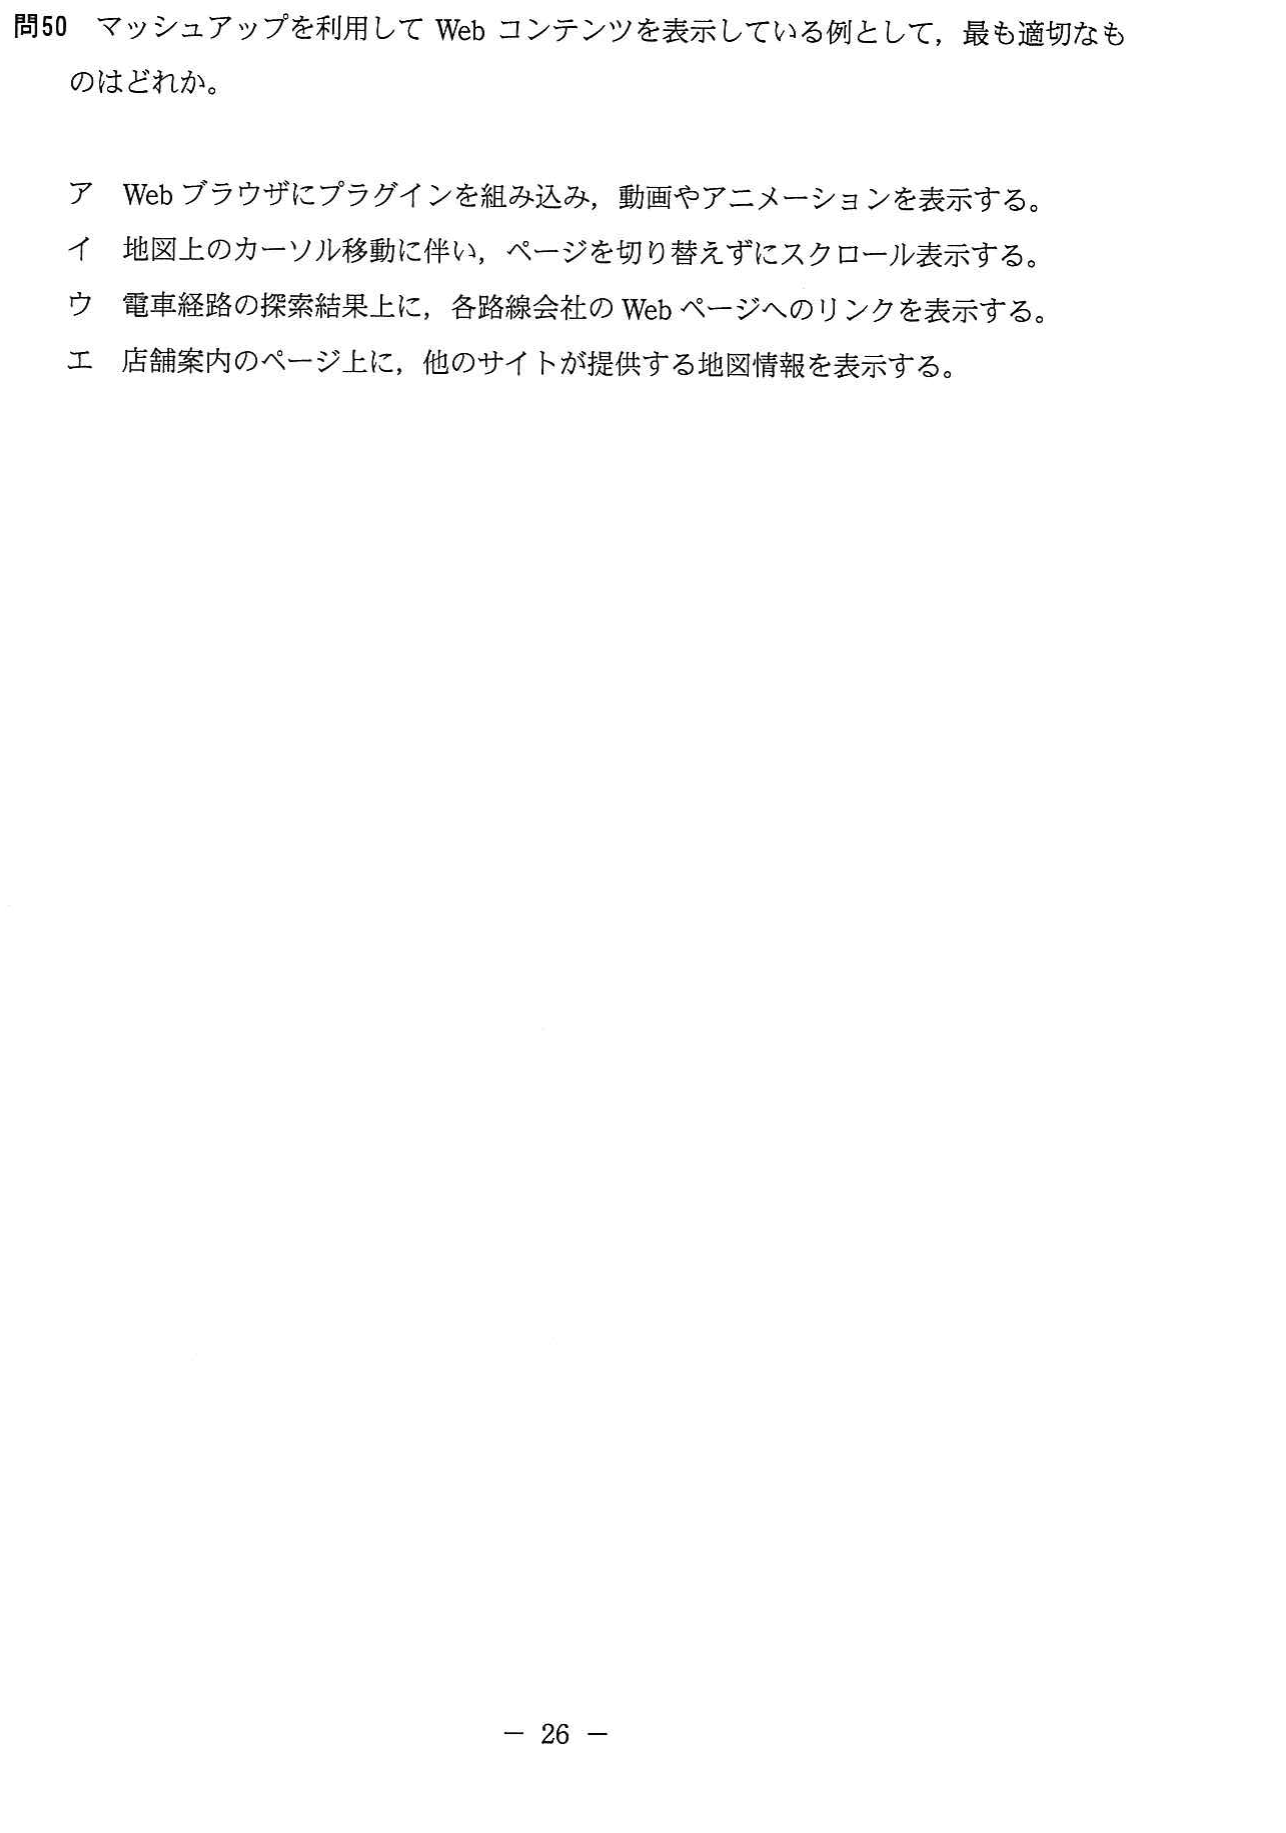 問50 マッシュアップを利用して Web コンテンツを表示している例として，最も適切なも
のはどれか。
ア Web ブラウザにプラグインを組み込み，動画やアニメーションを表示する。
イ 地図上のカーソル移動に伴い，ページを切り替えずにスクロール表示する。
ウ 電車経路の探索結果上に，各路線会社の Web ページへのリンクを表示する。
エ 店舗案内のページ上に，他のサイトが提供する地図情報を表示する。
－ 26 －